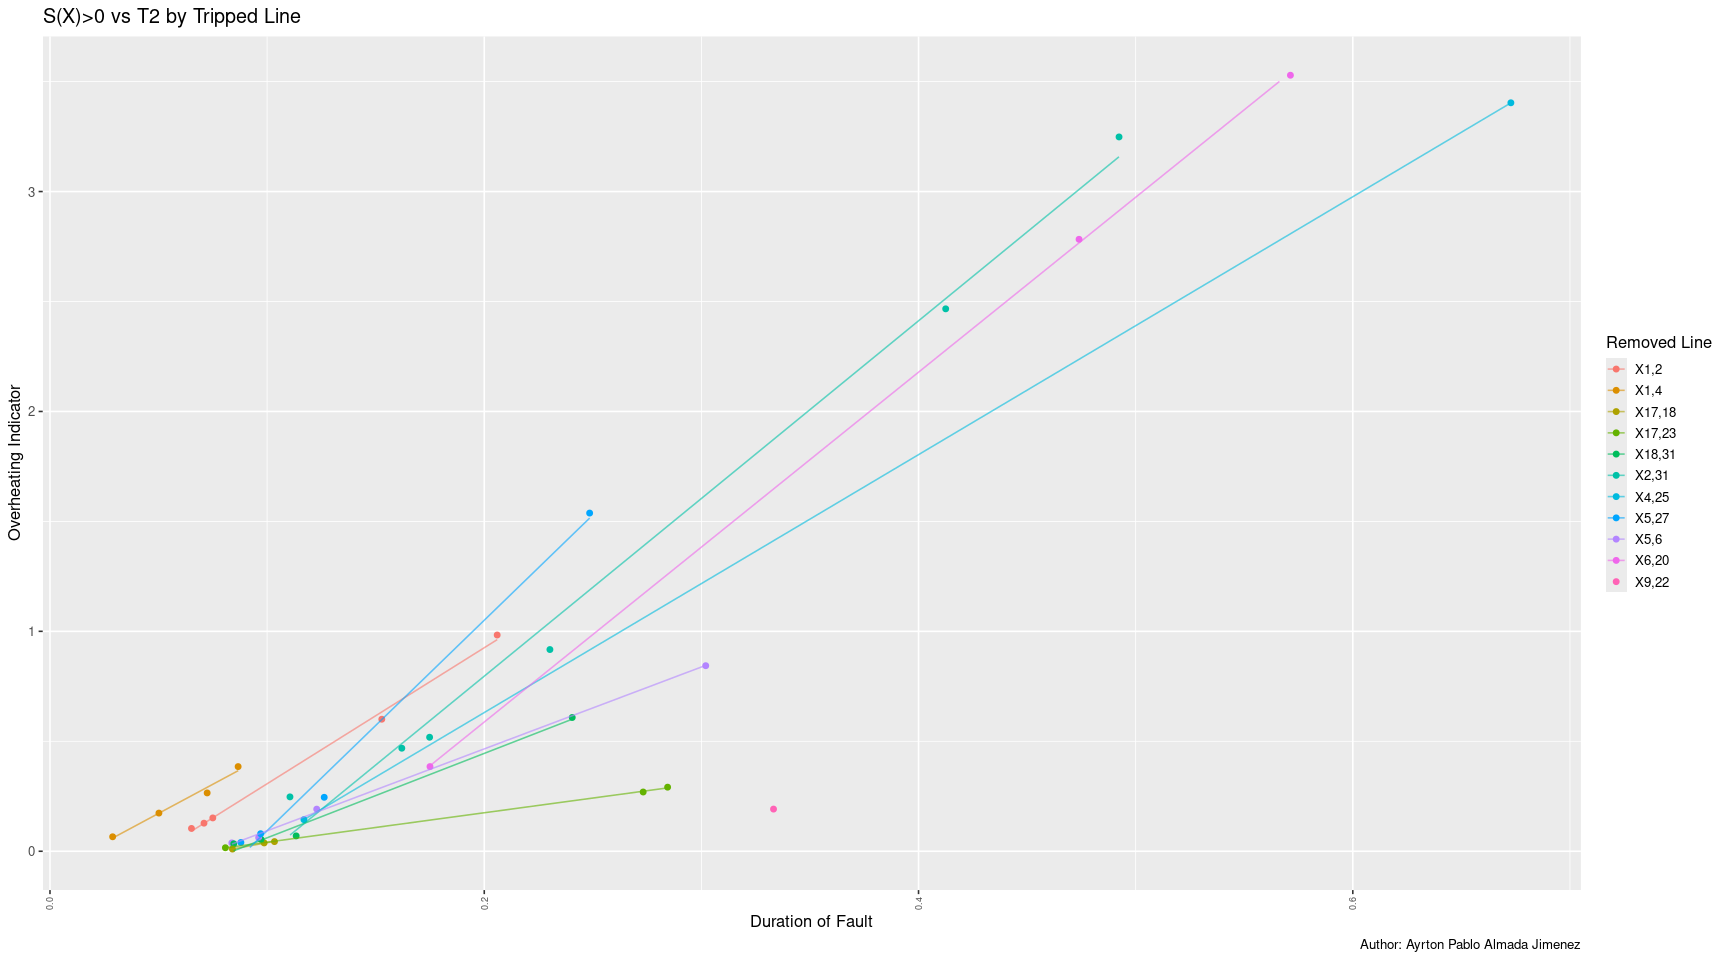 S(X)>0 vs T2 by Tripped Line
Overheating Indicator
3
2
1
0
0.0
0.2
0.4
0.6
Duration of Fault
Removed Line
X1,2
X1,4
X17,18
X17,23
X18,31
X2,31
X4,25
X5,27
X5,6
X6,20
X9,22
Author: Ayrton Pablo Almada Jimenez